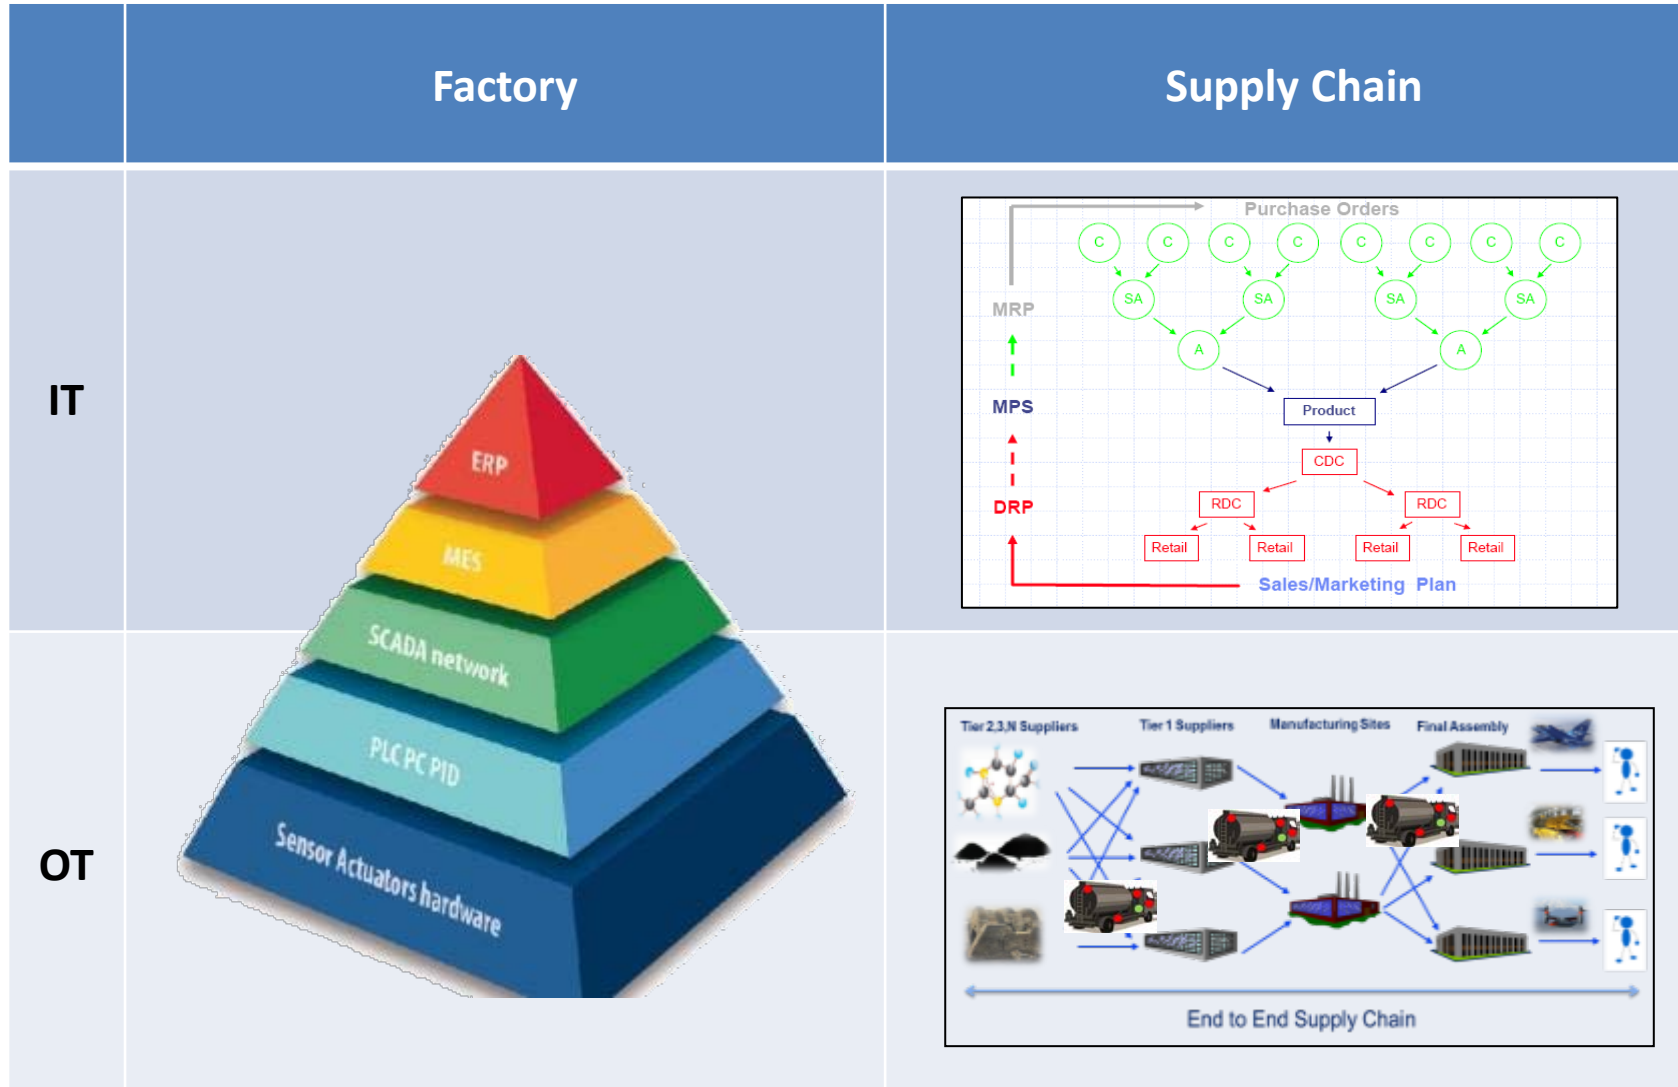 Factory
Supply Chain
IT
ERP
MES
SCADA network
PLC PC PID
Sensor Actuators hardware
OT
Purchase Orders
C C C C C C C C
MRP
SA SA SA SA
A A
MPS
Product
CDC
DRP
RDC RDC
Retail Retail Retail Retail
Sales/Marketing Plan
Tier 2,3,N Suppliers
Tier 1 Suppliers
Manufacturing Sites
Final Assembly
End to End Supply Chain